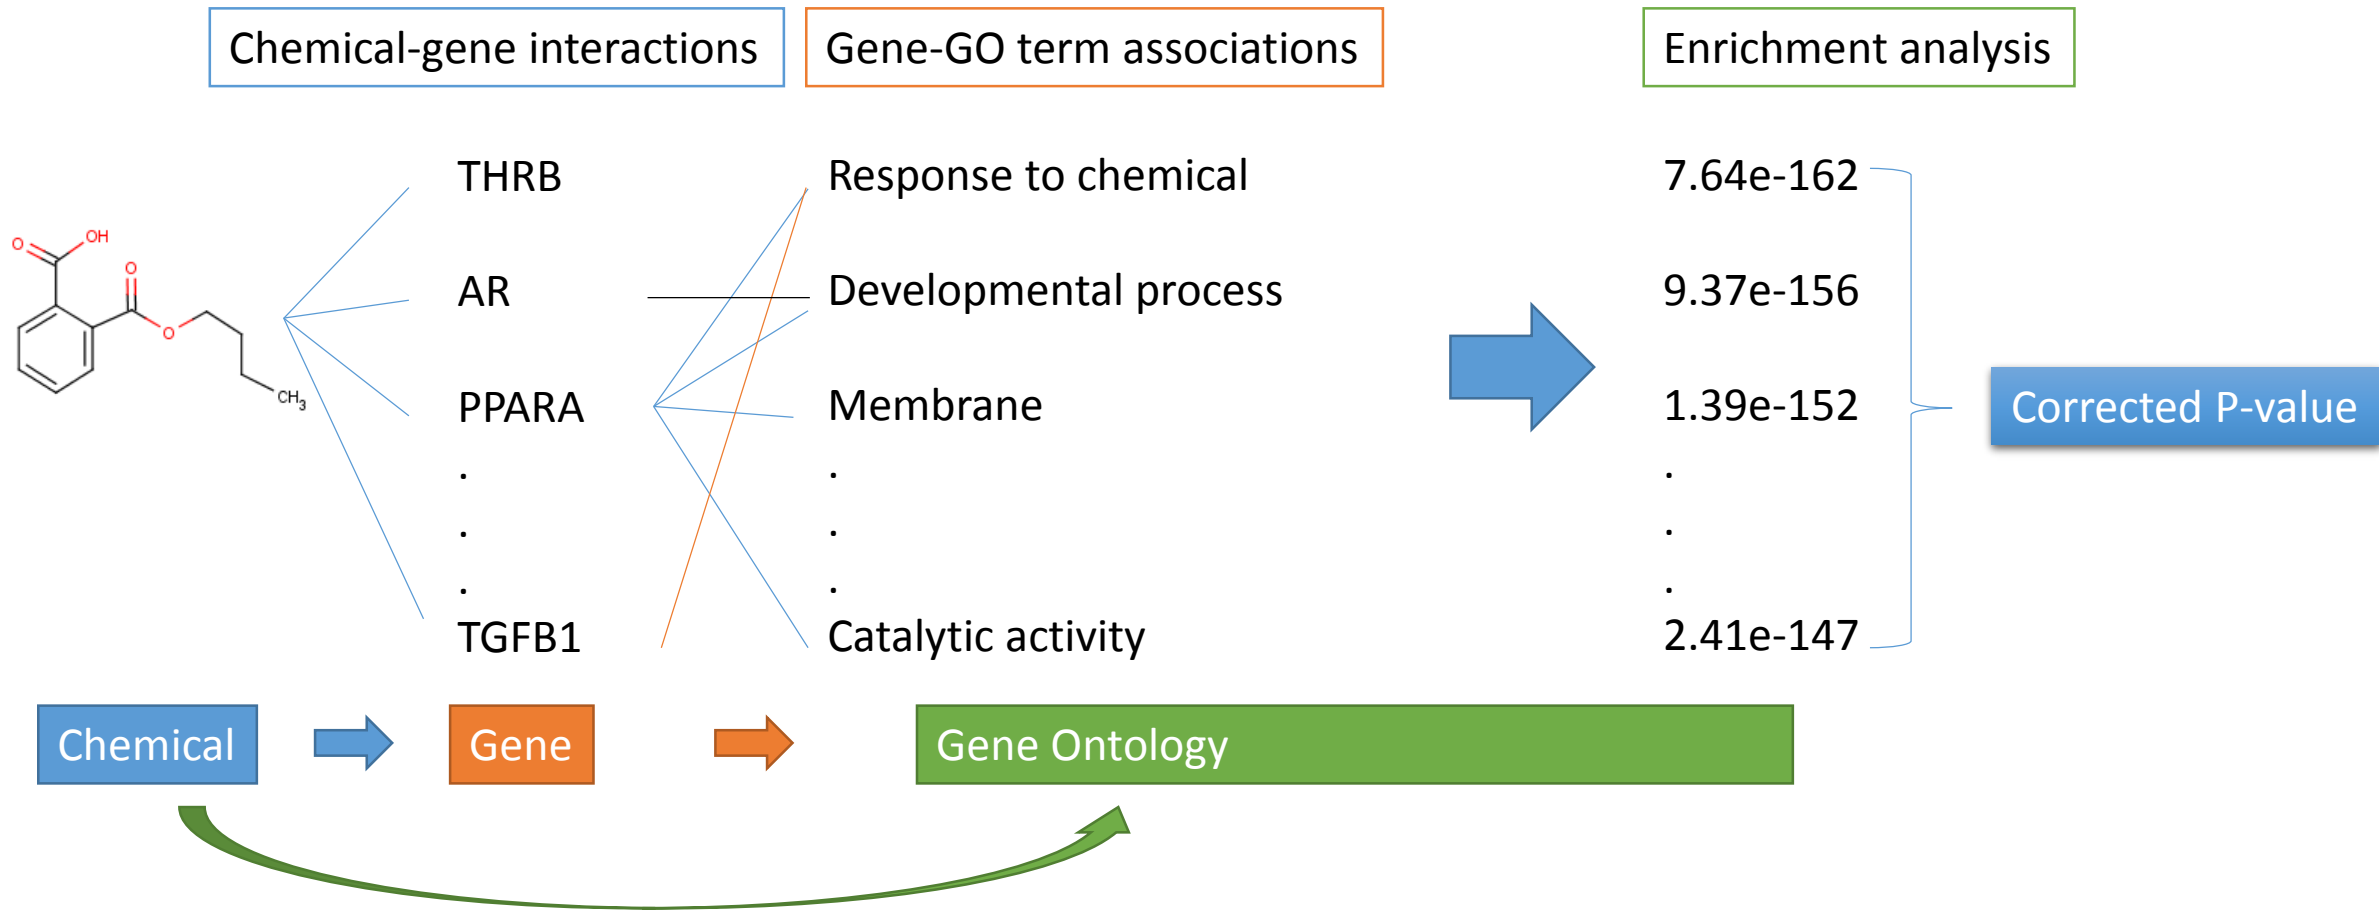 Chemical-gene interactions
Gene-GO term associations
Enrichment analysis
THRB
Response to chemical
7.64e-162
O
OH
O
O
CH3
AR
Developmental process
9.37e-156
PPARA
Membrane
1.39e-152
Corrected P-value
.
.
.
.
.
.
.
.
.
TGFB1
Catalytic activity
2.41e-147
Chemical
Gene
Gene Ontology